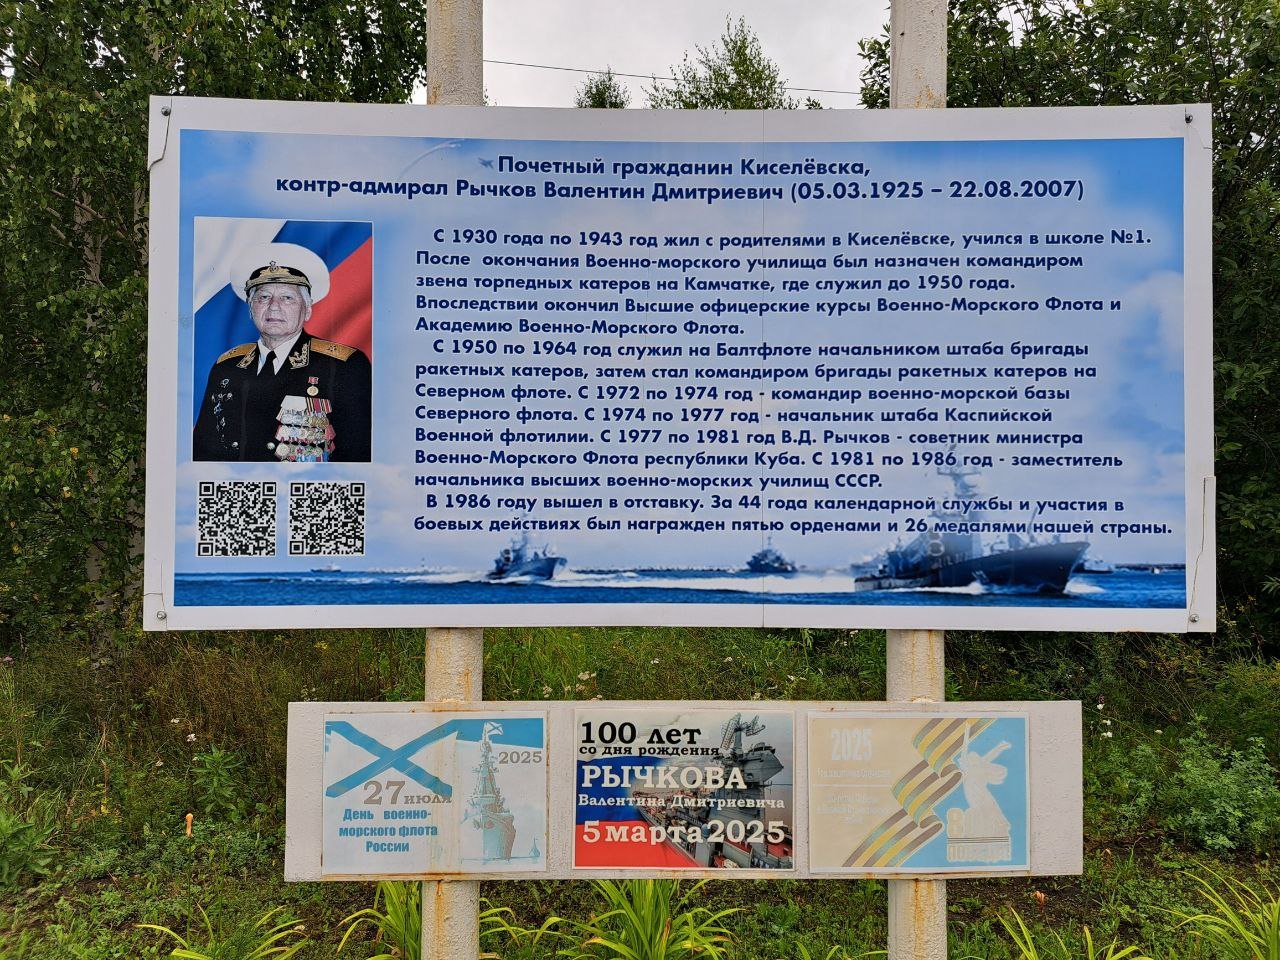 Почетный гражданин Киселёвска,
контр-адмирал Рычков Валентин Дмитриевич (05.03.1925 – 22.08.2007)
С 1930 года по 1943 год жил с родителями в Киселёвске, учился в школе №1.
После окончания Военно-морского училища был назначен командиром
звена торпедных катеров на Камчатке, где служил до 1950 года.
Впоследствии окончил Высшие офицерские курсы Военно-Морского Флота и
Академию Военно-Морского Флота.
С 1950 по 1964 год служил на Балтфлоте начальником штаба бригады
ракетных катеров, затем стал командиром бригады ракетных катеров на
Северном флоте. С 1972 по 1974 год - командир военно-морской базы
Северного флота. С 1974 по 1977 год - начальник штаба Каспийской
Военной флотилии. С 1977 по 1981 год В.Д. Рычков - советник министра
Военно-Морского Флота республики Куба. С 1981 по 1986 год - заместитель
начальника высших военно-морских училищ СССР.
В 1986 году вышел в отставку. За 44 года календарной службы и участия в
боевых действиях был награжден пятью орденами и 26 медалями нашей страны.
2025
27 июля
День военно-
морского флота
России
100 лет
со дня рождения
РЫЧКОВА
Валентина Дмитриевича
5 марта 2025
2025
80
ПОБЕДЫ